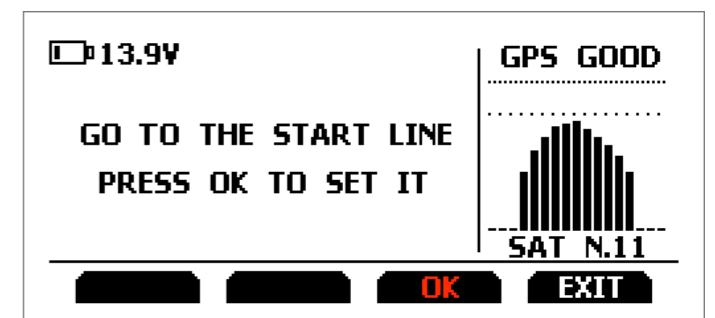 13.9V
GPS GOOD
GO TO THE START LINE
PRESS OK TO SET IT
SAT N.11
OK
EXIT